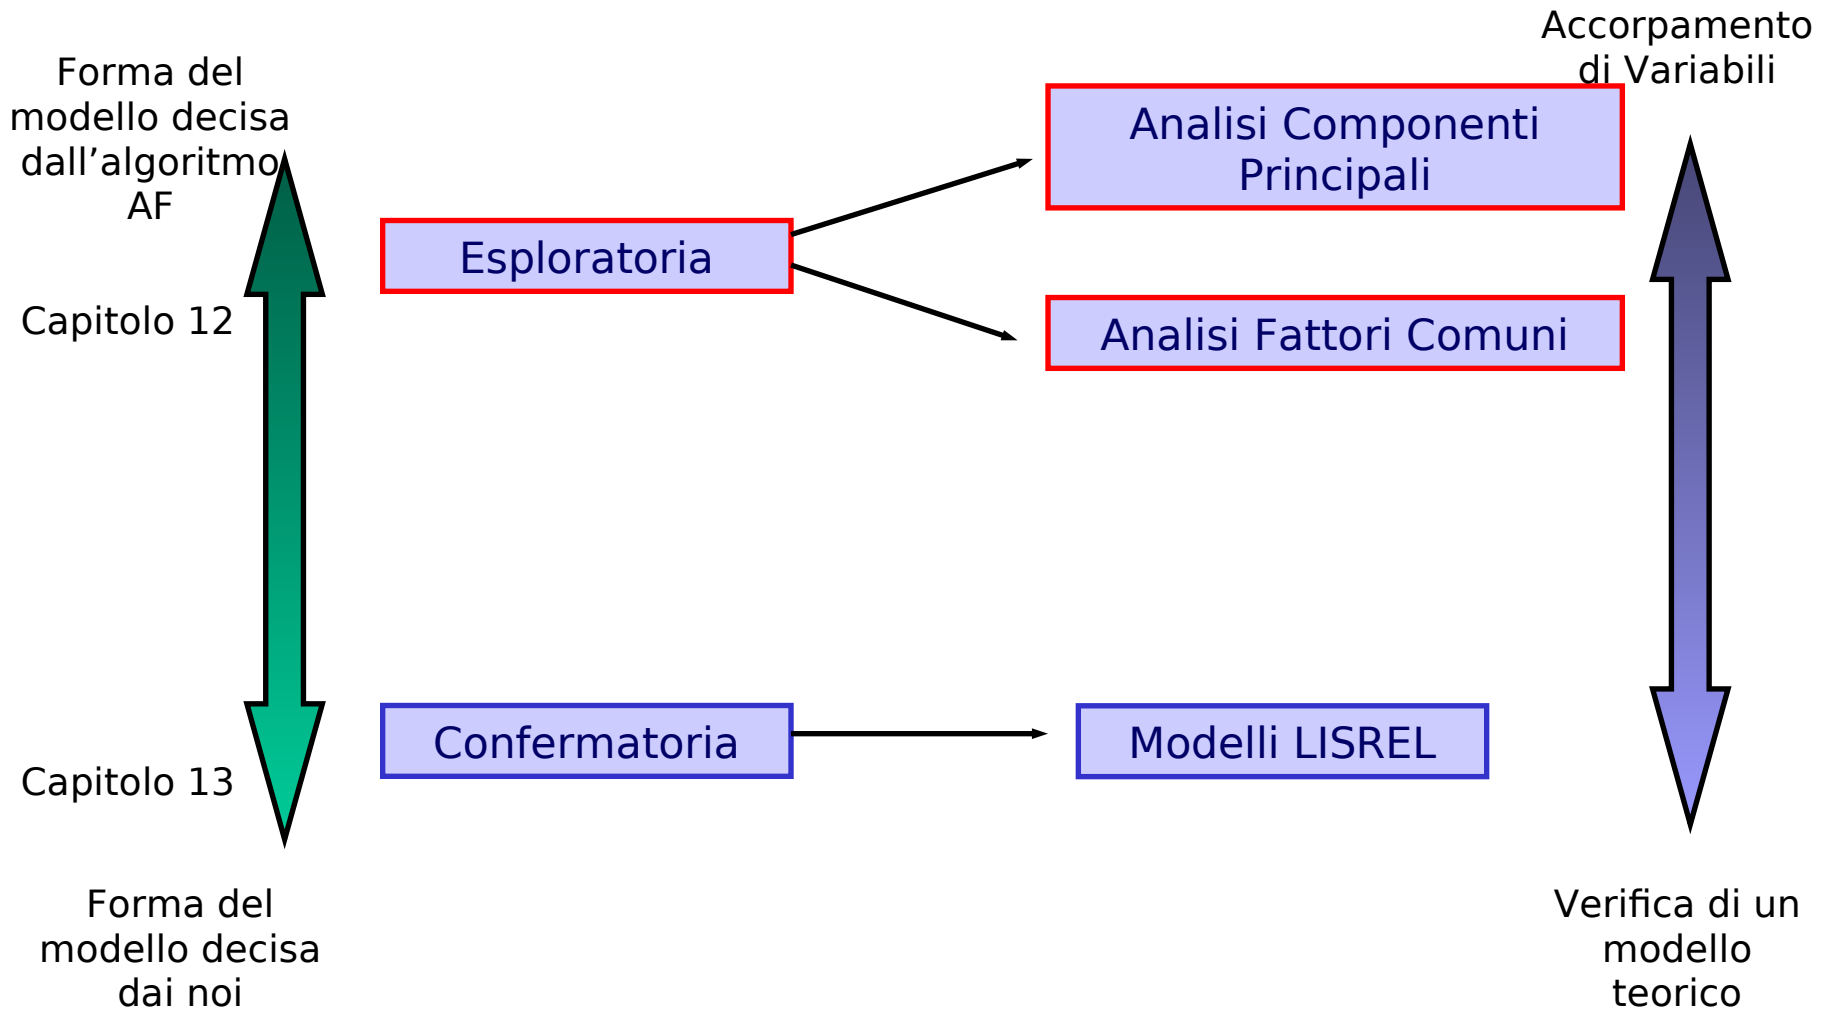 Forma del
modello decisa
dall’algoritmo
AF
Accorpamento
di Variabili
Analisi Componenti
Principali
Esploratoria
Capitolo 12
Analisi Fattori Comuni
Confermatoria
Modelli LISREL
Capitolo 13
Forma del
modello decisa
dai noi
Verifica di un
modello
teorico